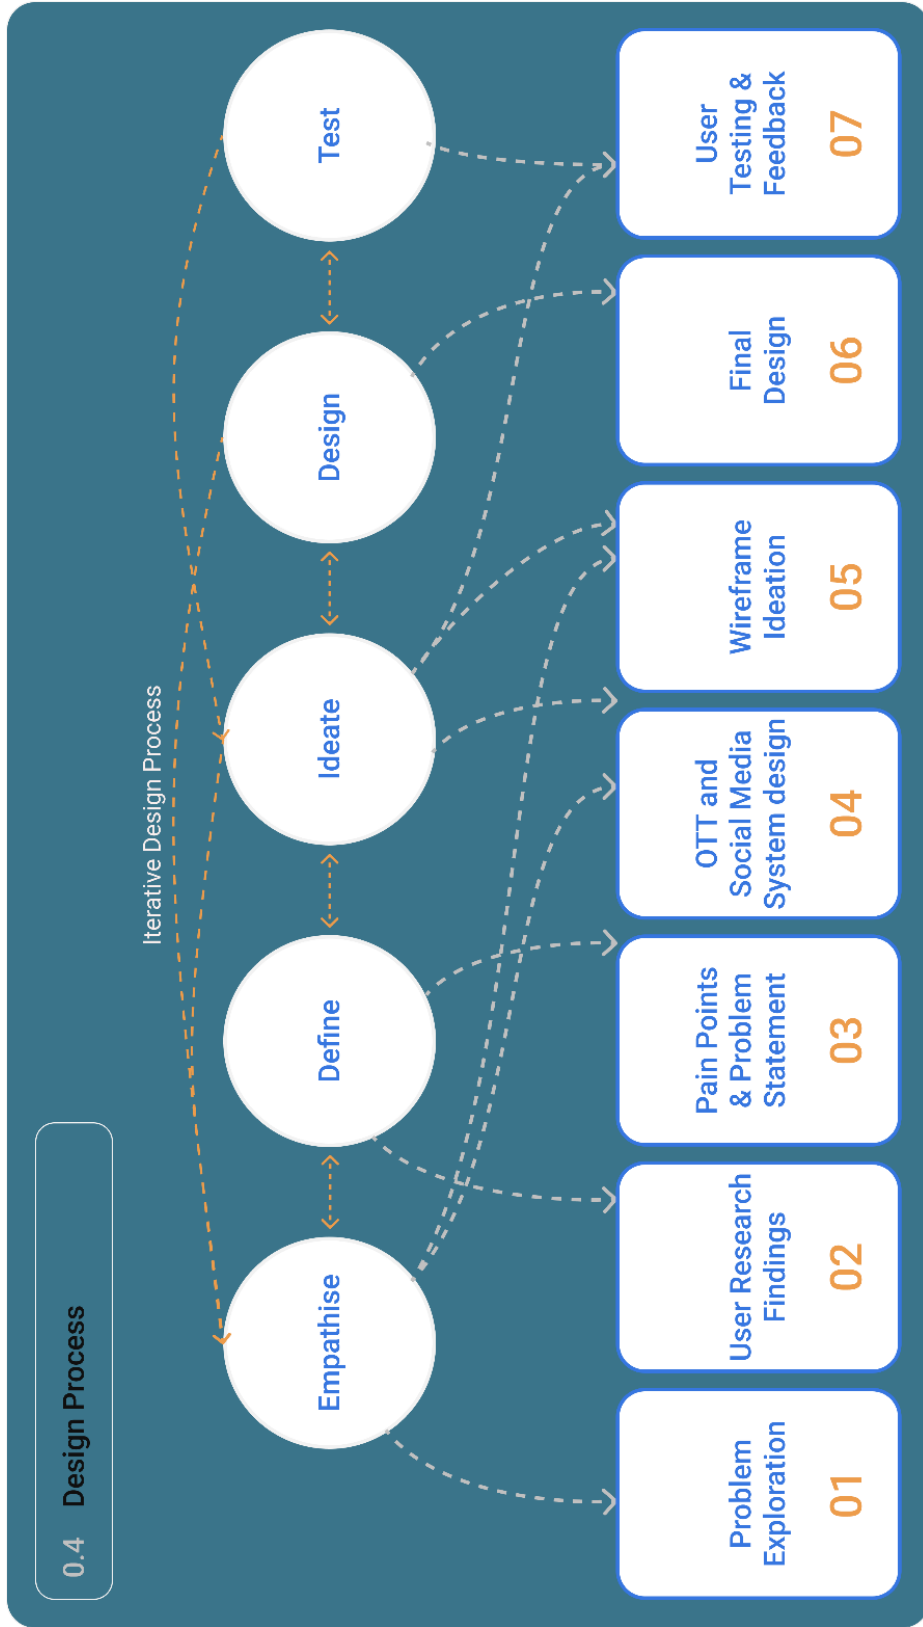 0.4 Design Process
Iterative Design Process
Empathise
Define
Ideate
Design
Test
Problem
Exploration
01
User Research
Findings
02
Pain Points
& Problem
Statement
03
OTT and
Social Media
System design
04
Wireframe
Ideation
05
Final
Design
06
User
Testing &
Feedback
07